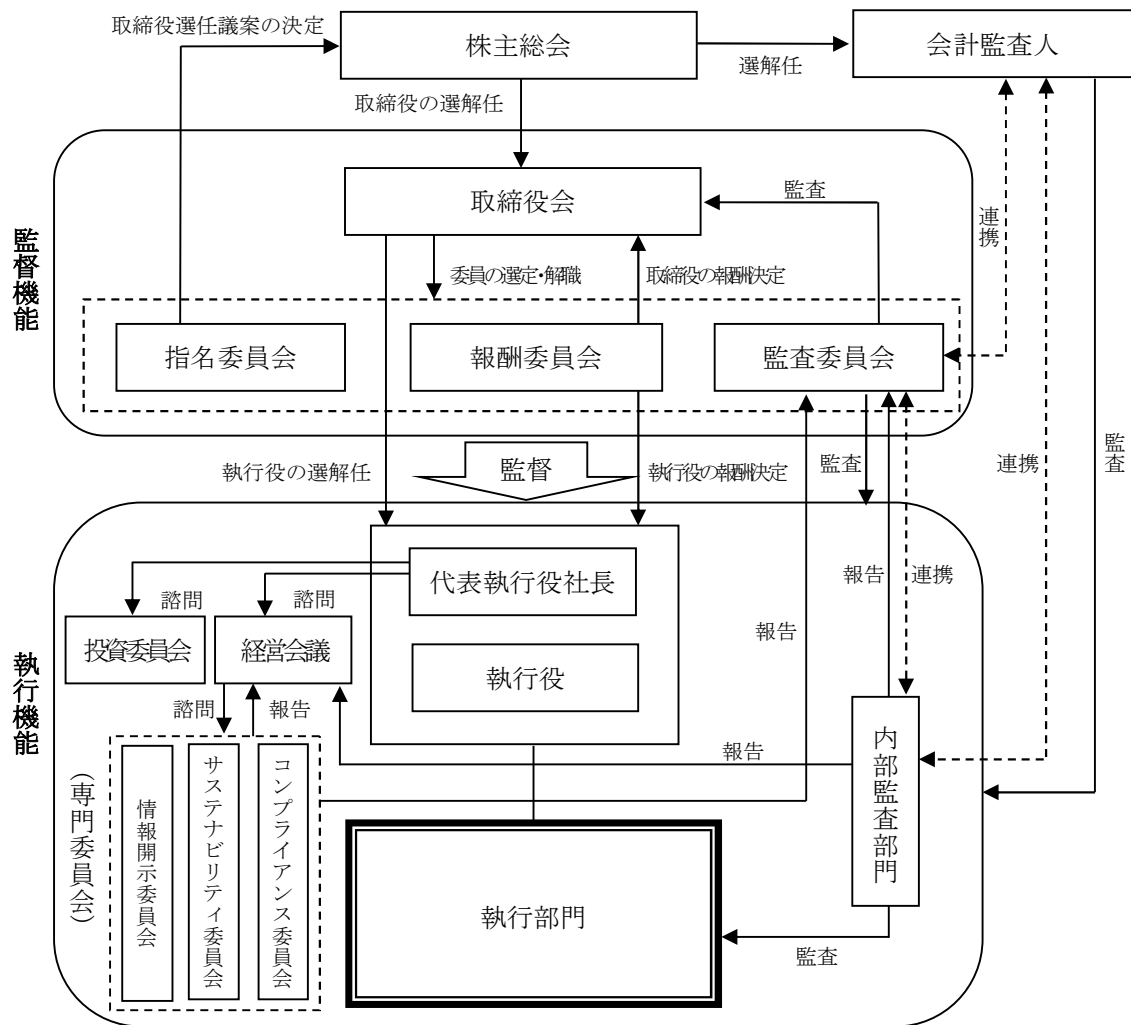 取締役選任議案の決定
株主総会
選解任
会計監査人
取締役の選解任
監督機能
取締役会
監査
連携
委員の選定・解職
取締役の報酬決定
指名委員会
報酬委員会
監査委員会
執行役の選解任
監督
執行役の報酬決定
監査
連携
監査
執行機能
代表執行役社長
執行役
諮問
諮問
投資委員会
経営会議
報告
報告
連携
諮問
報告
報告
内部監査部門
(専門委員会)
情報開示委員会
サステナビリティ委員会
コンプライアンス委員会
執行部門
監査